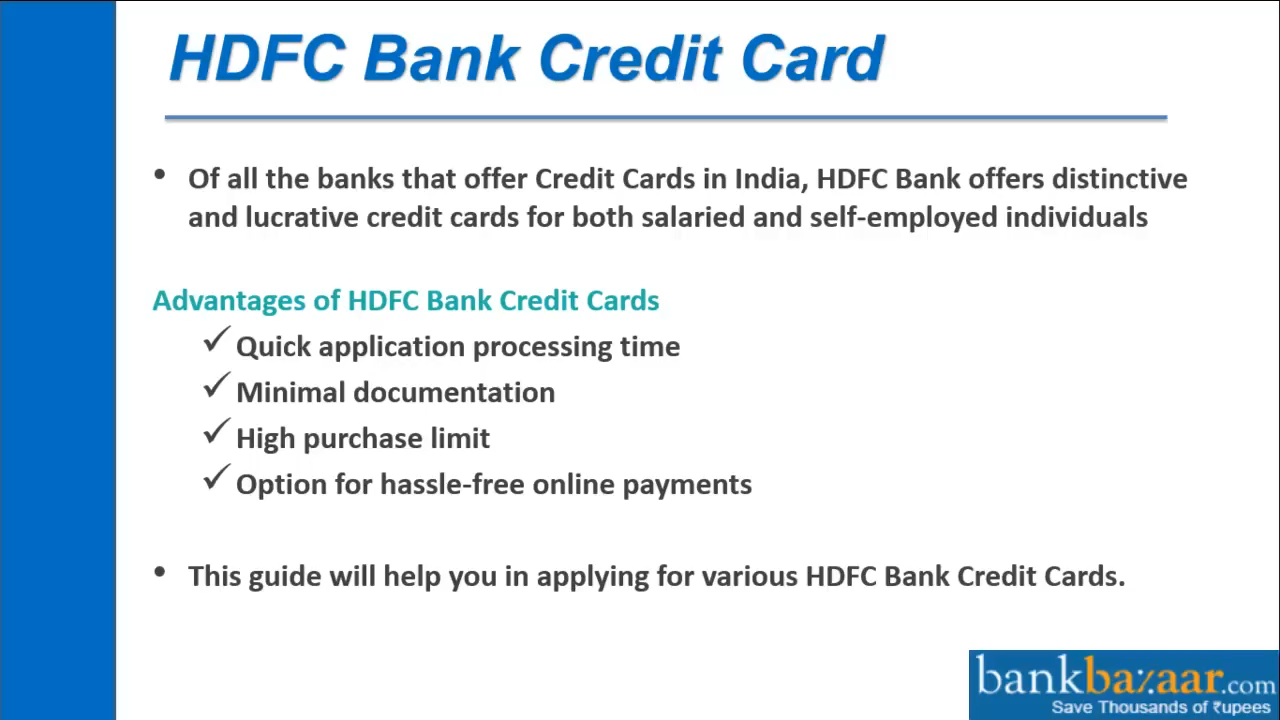 HDFC Bank Credit Card
• Of all the banks that offer Credit Cards in India, HDFC Bank offers distinctive
and lucrative credit cards for both salaried and self-employed individuals
Advantages of HDFC Bank Credit Cards
✓ Quick application processing time
✓ Minimal documentation
✓ High purchase limit
✓ Option for hassle-free online payments
• This guide will help you in applying for various HDFC Bank Credit Cards.
bankbazaar.com
Save Thousands of ₹upees